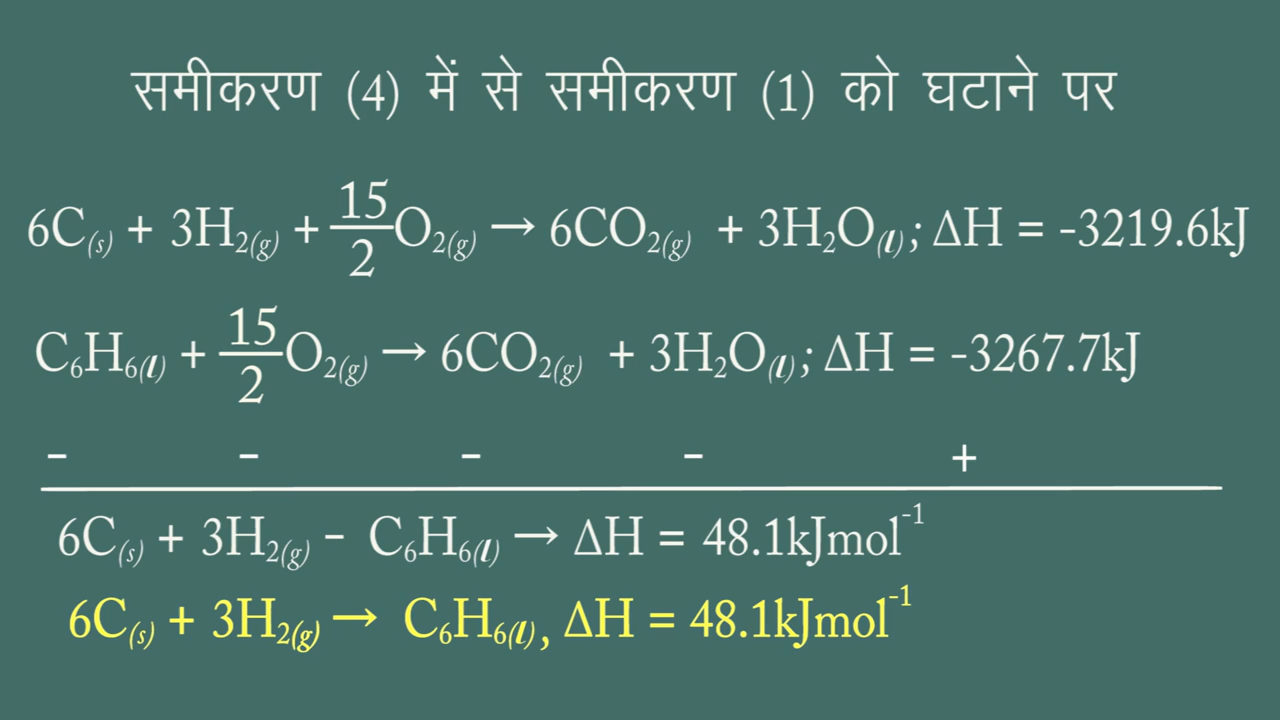 समीकरण (4) में से समीकरण (1) को घटाने पर
6C(s) + 3H2(g) + 15/2 O2(g) → 6CO2(g) + 3H2O(l); ΔH = -3219.6kJ
C6H6(l) + 15/2 O2(g) → 6CO2(g) + 3H2O(l); ΔH = -3267.7kJ
- - - - +
6C(s) + 3H2(g) - C6H6(l) → ΔH = 48.1kJmol-1
6C(s) + 3H2(g) → C6H6(l), ΔH = 48.1kJmol-1